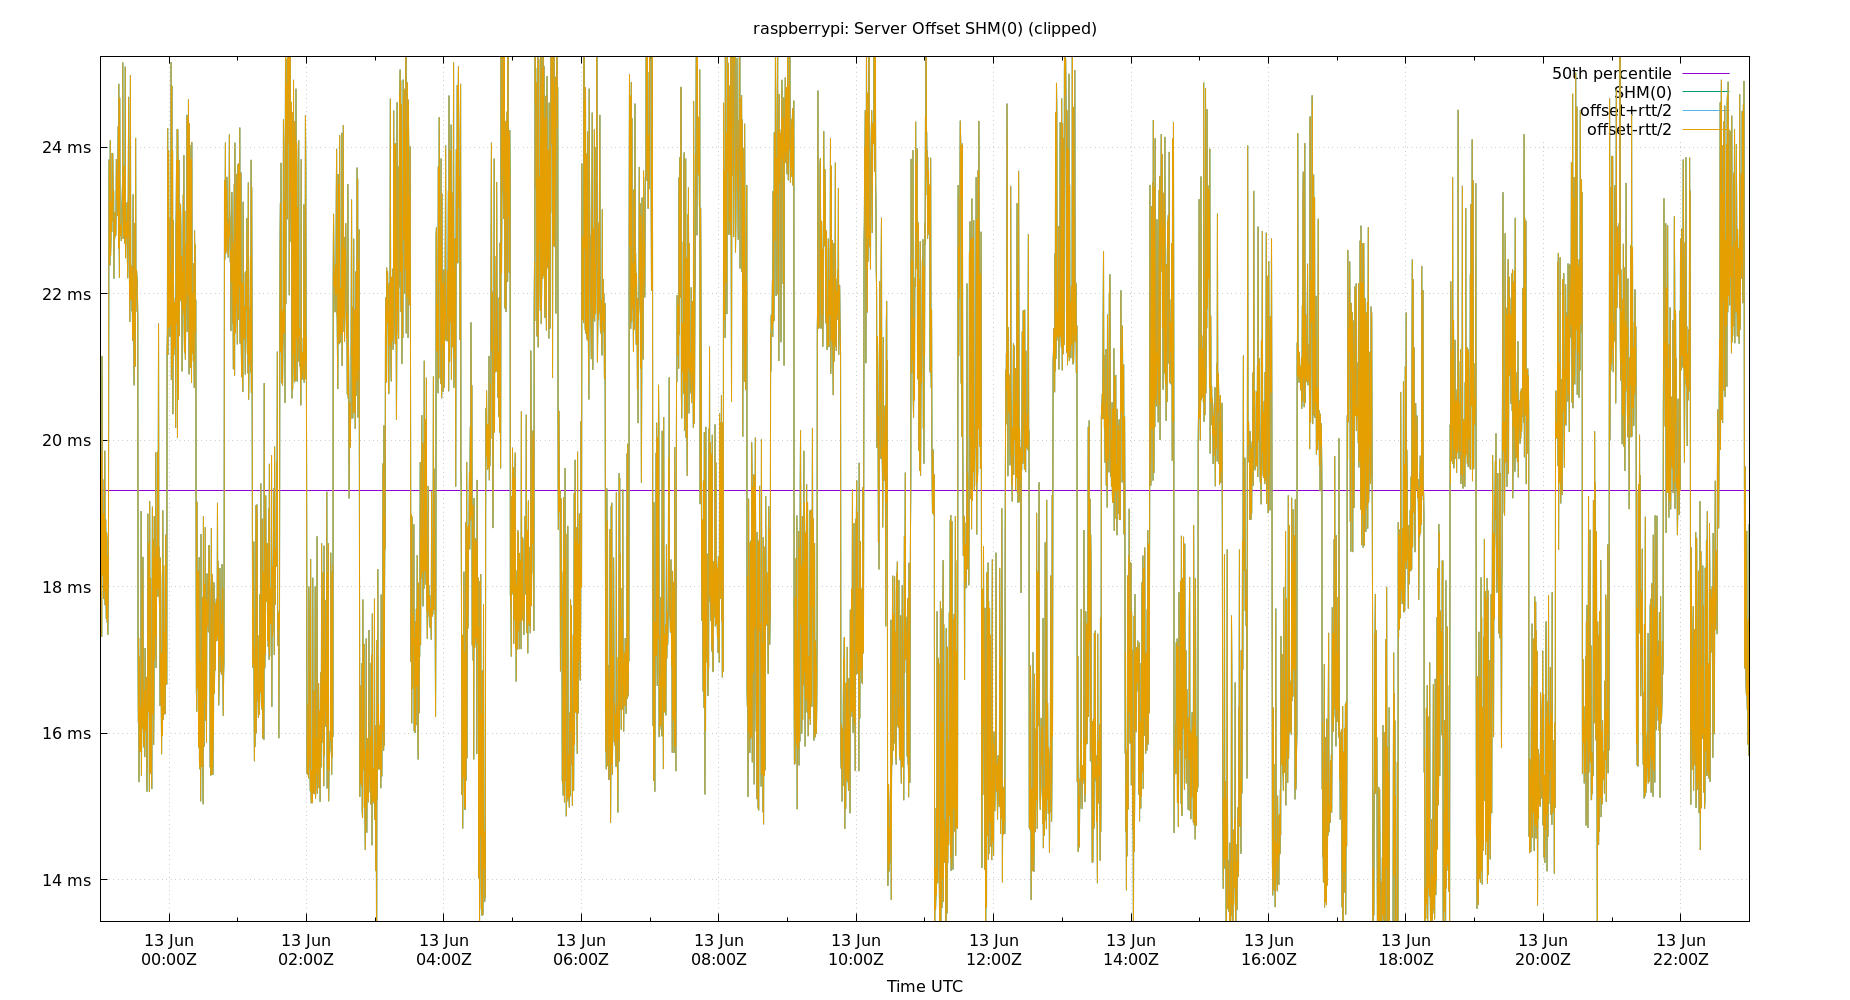 raspberrypi: Server Offset SHM(0) (clipped)
50th percentile
SHM(0)
offset+rtt/2
offset-rtt/2
24 ms
22 ms
20 ms
18 ms
16 ms
14 ms
13 Jun 13 Jun 13 Jun 13 Jun 13 Jun 13 Jun 13 Jun 13 Jun 13 Jun 13 Jun 13 Jun 13 Jun
00:00Z 02:00Z 04:00Z 06:00Z 08:00Z 10:00Z 12:00Z 14:00Z 16:00Z 18:00Z 20:00Z 22:00Z
Time UTC